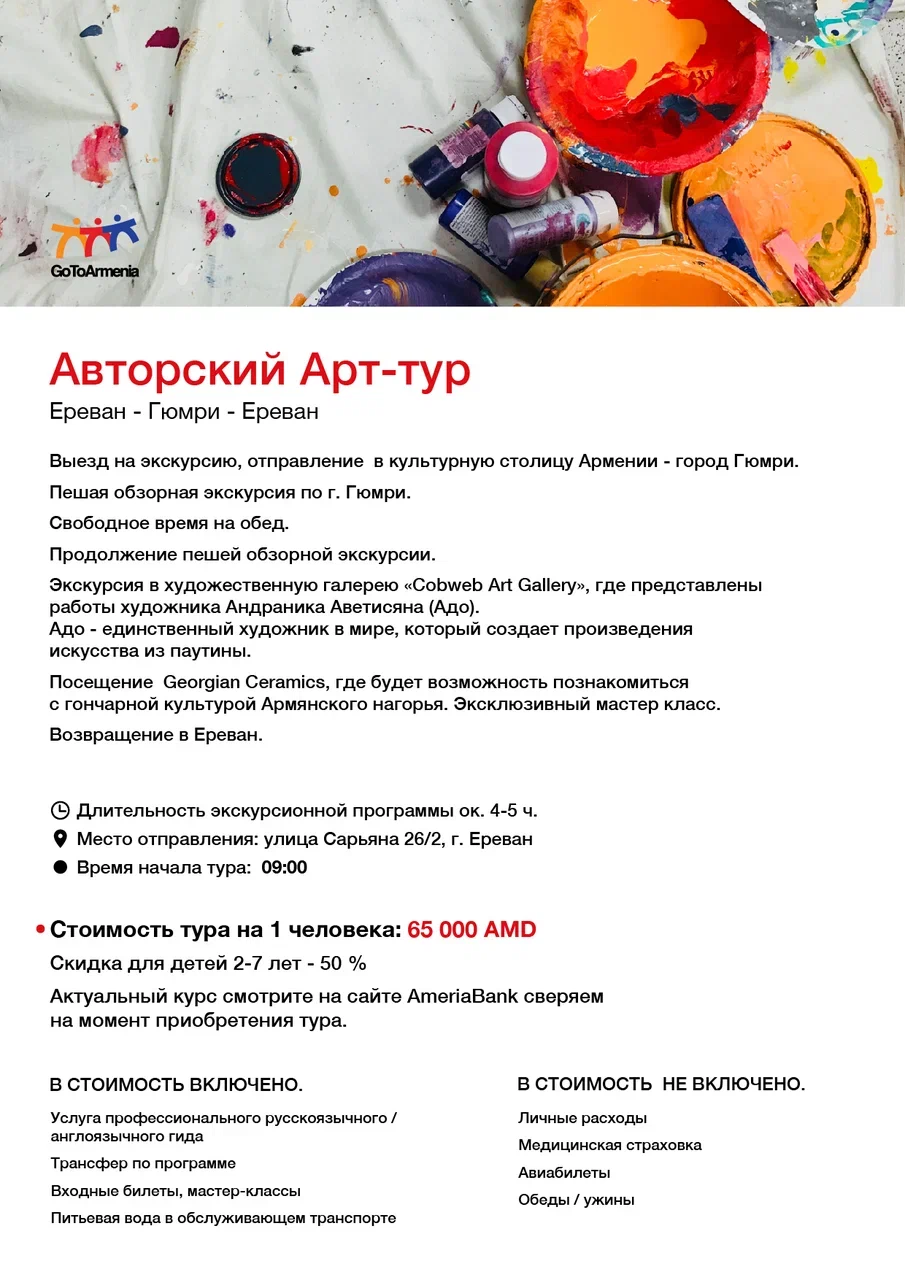 GoToArmenia
Авторский Арт-тур
Ереван - Гюмри - Ереван
Выезд на экскурсию, отправление в культурную столицу Армении - город Гюмри.
Пешая обзорная экскурсия по г. Гюмри.
Свободное время на обед.
Продолжение пешей обзорной экскурсии.
Экскурсия в художественную галерею «Cobweb Art Gallery», где представлены
работы художника Андраника Аветисяна (Адо).
Адо - единственный художник в мире, который создает произведения
искусства из паутины.
Посещение Georgian Ceramics, где будет возможность познакомиться
с гончарной культурой Армянского нагорья. Эксклюзивный мастер класс.
Возвращение в Ереван.
Длительность экскурсионной программы ок. 4-5 ч.
Место отправления: улица Сарьяна 26/2, г. Ереван
Время начала тура: 09:00
Стоимость тура на 1 человека: 65 000 AMD
Скидка для детей 2-7 лет - 50 %
Актуальный курс смотрите на сайте AmeriaBank сверяем
на момент приобретения тура.
В СТОИМОСТЬ ВКЛЮЧЕНО.
Услуга профессионального русскоязычного /
англоязычного гида
Трансфер по программе
Входные билеты, мастер-классы
Питьевая вода в обслуживающем транспорте
В СТОИМОСТЬ НЕ ВКЛЮЧЕНО.
Личные расходы
Медицинская страховка
Авиабилеты
Обеды / ужины